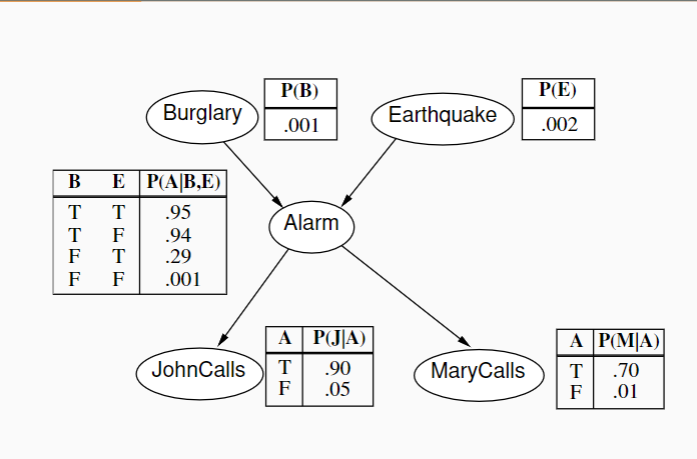 P(B)
.001
Burglary
P(E)
.002
Earthquake
B E P(A|B,E)
T T .95
T F .94
F T .29
F F .001
Alarm
A P(J|A)
T .90
F .05
JohnCalls
A P(M|A)
T .70
F .01
MaryCalls